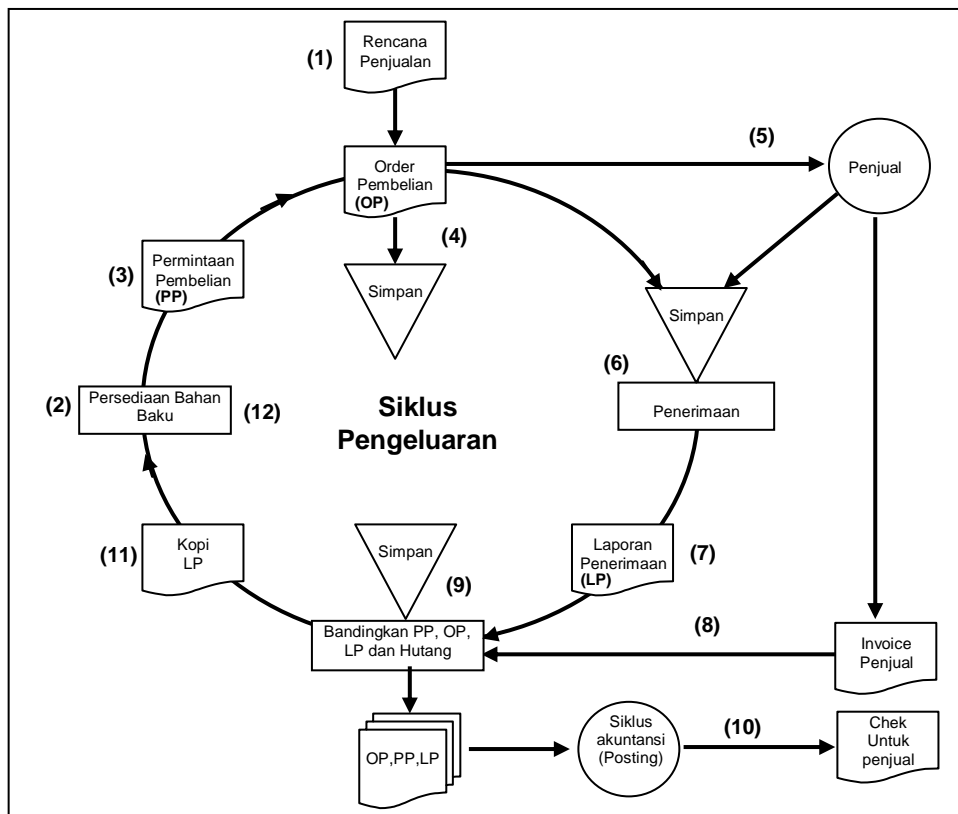 (1)
Rencana
Penjualan
(5)
Order
Pembelian
(OP)
Penjual
(4)
(3)
Permintaan
Pembelian
(PP)
Simpan
Simpan
(6)
(2)
Persediaan Bahan
Baku
(12)
Siklus
Pengeluaran
Penerimaan
(11)
Kopi
LP
Simpan
(9)
Laporan
Penerimaan
(LP)
(7)
Bandingkan PP, OP,
LP dan Hutang
(8)
Invoice
Penjual
OP,PP,LP
Siklus
akuntansi
(Posting)
(10)
Chek
Untuk
penjual